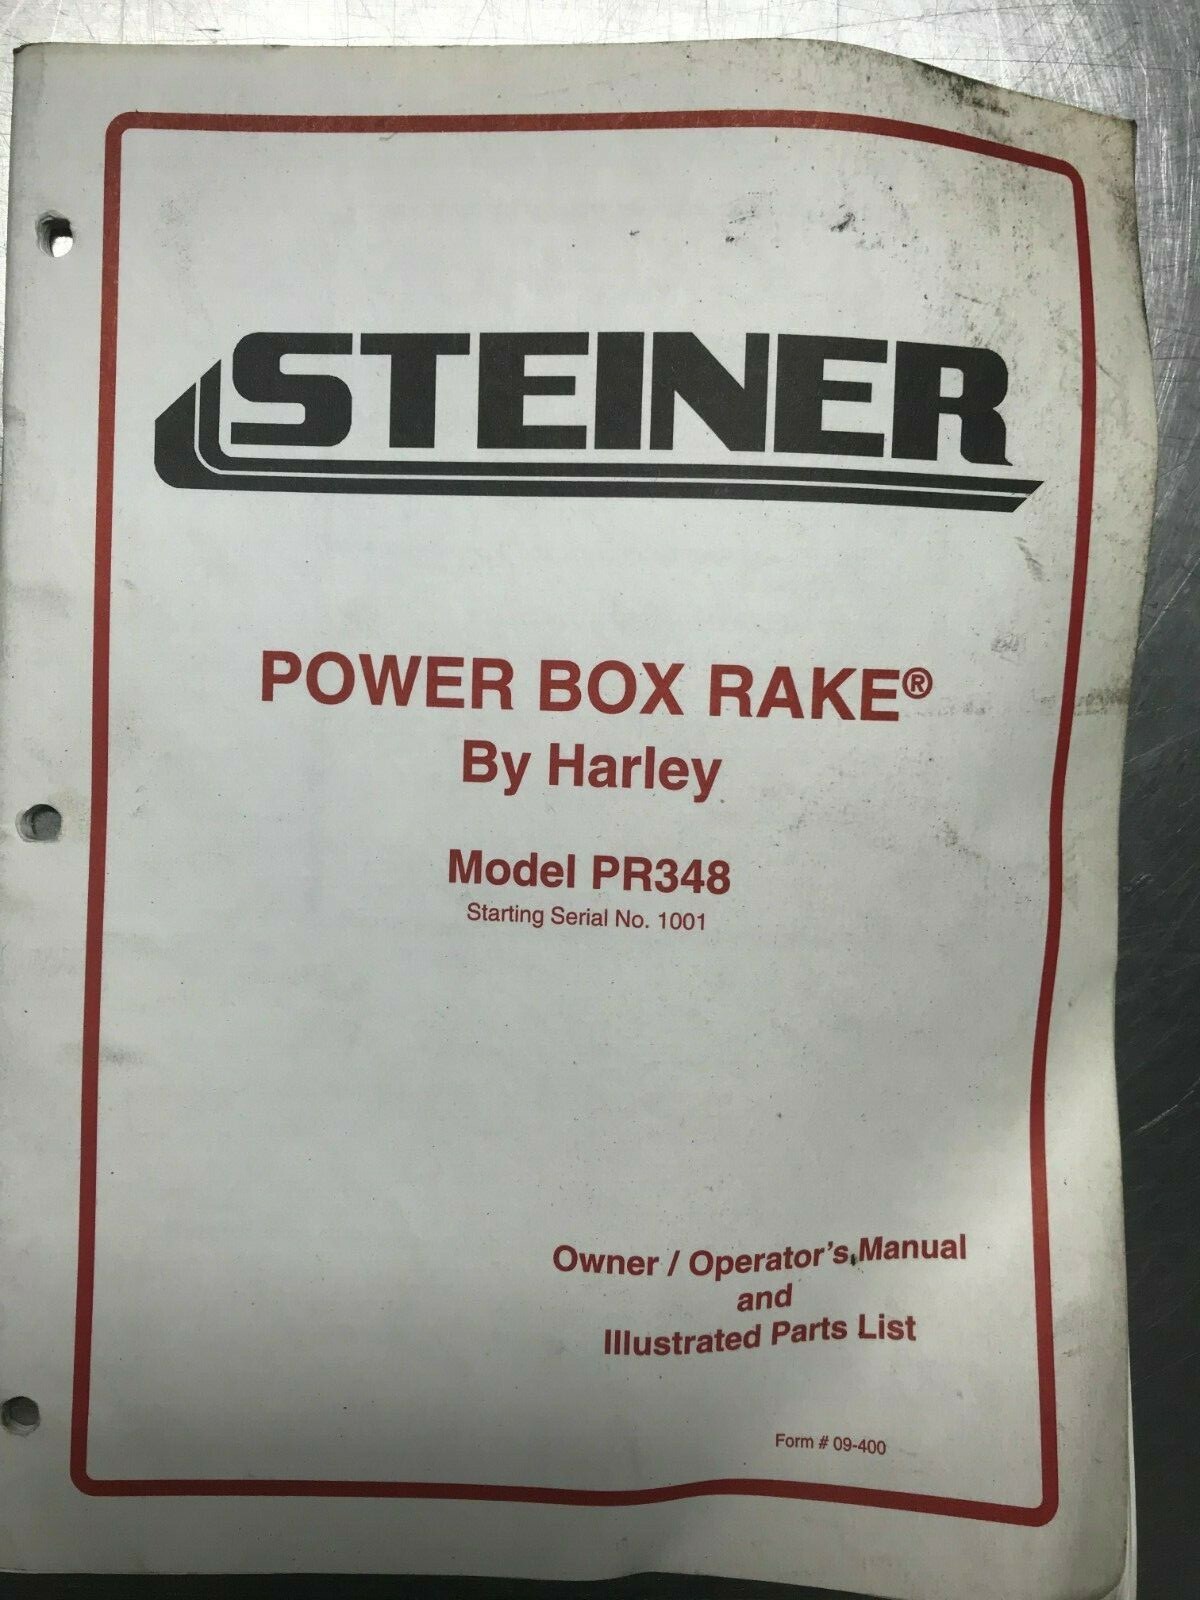 STEINER
POWER BOX RAKE®
By Harley
Model PR348
Starting Serial No. 1001
Owner / Operator's Manual
and
Illustrated Parts List
Form # 09-400